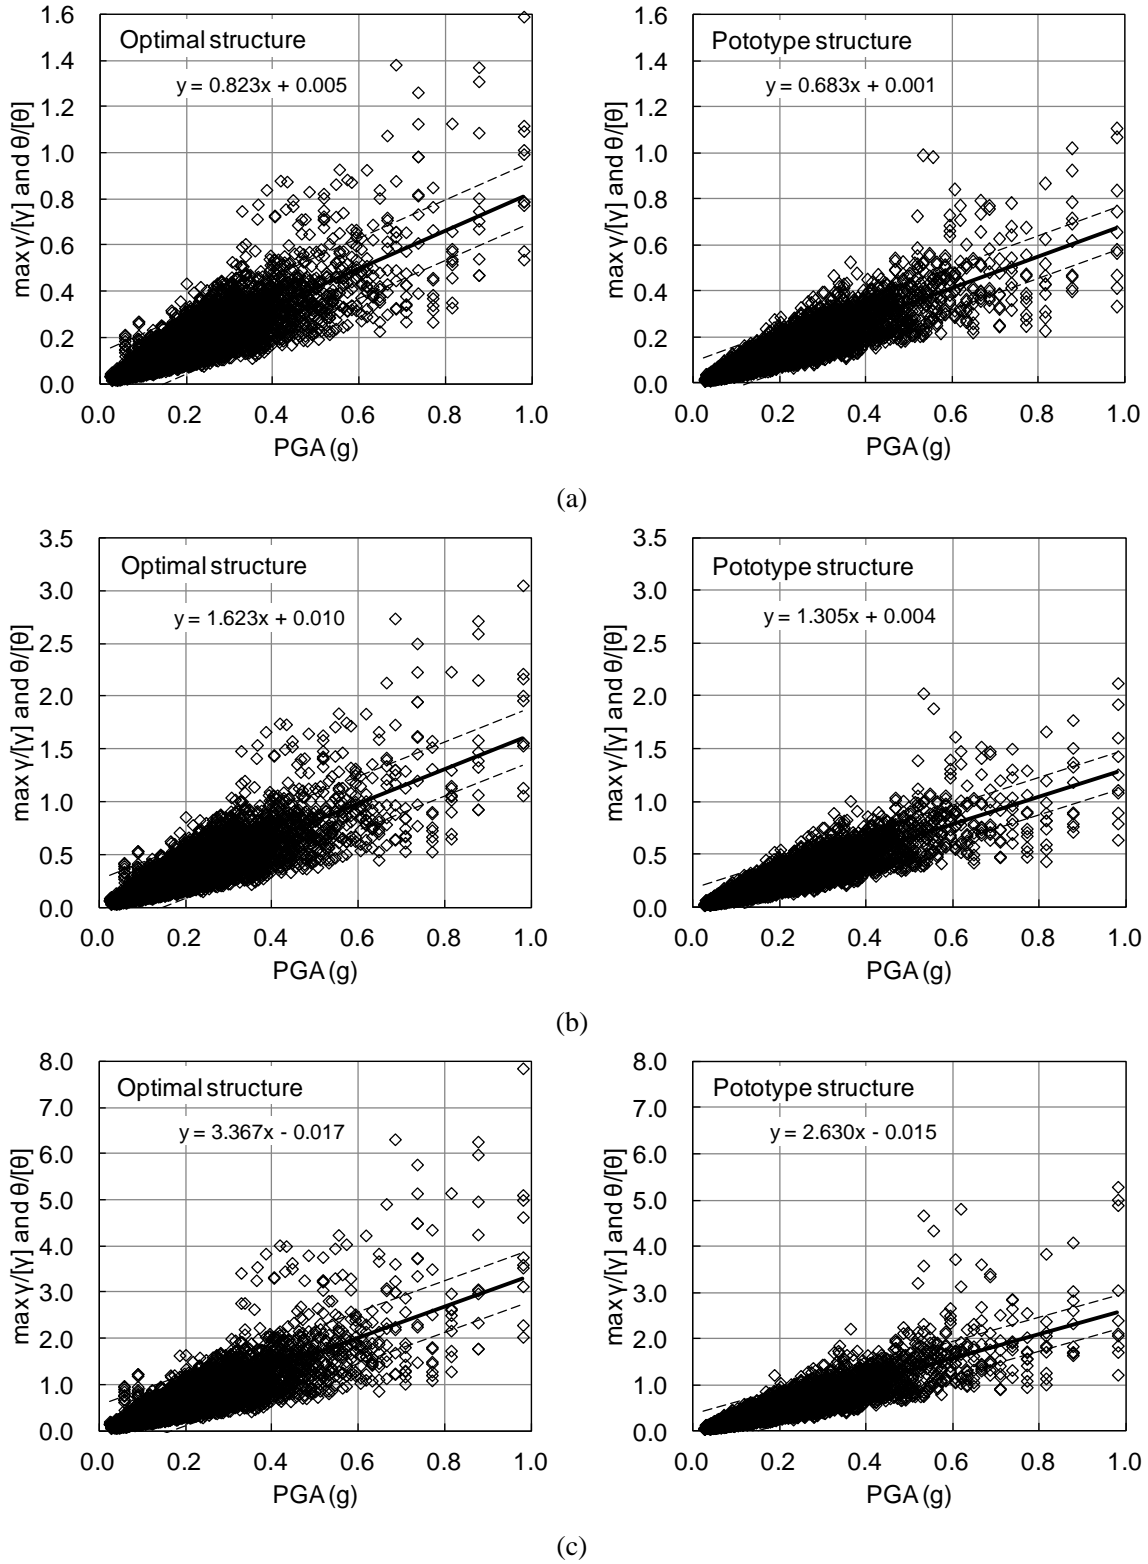 1.6
1.4
1.2
1.0
0.8
0.6
0.4
0.2
0.0
max γ/[γ] and θ/[θ]
Optimal structure
y = 0.823x + 0.005
0.0 0.2 0.4 0.6 0.8 1.0
PGA (g)
1.6
1.4
1.2
1.0
0.8
0.6
0.4
0.2
0.0
max γ/[γ] and θ/[θ]
Pototype structure
y = 0.683x + 0.001
0.0 0.2 0.4 0.6 0.8 1.0
PGA (g)
(a)
3.5
3.0
2.5
2.0
1.5
1.0
0.5
0.0
max γ/[γ] and θ/[θ]
Optimal structure
y = 1.623x + 0.010
0.0 0.2 0.4 0.6 0.8 1.0
PGA (g)
3.5
3.0
2.5
2.0
1.5
1.0
0.5
0.0
max γ/[γ] and θ/[θ]
Pototype structure
y = 1.305x + 0.004
0.0 0.2 0.4 0.6 0.8 1.0
PGA (g)
(b)
8.0
7.0
6.0
5.0
4.0
3.0
2.0
1.0
0.0
max γ/[γ] and θ/[θ]
Optimal structure
y = 3.367x - 0.017
0.0 0.2 0.4 0.6 0.8 1.0
PGA (g)
8.0
7.0
6.0
5.0
4.0
3.0
2.0
1.0
0.0
max γ/[γ] and θ/[θ]
Pototype structure
y = 2.630x - 0.015
0.0 0.2 0.4 0.6 0.8 1.0
PGA (g)
(c)